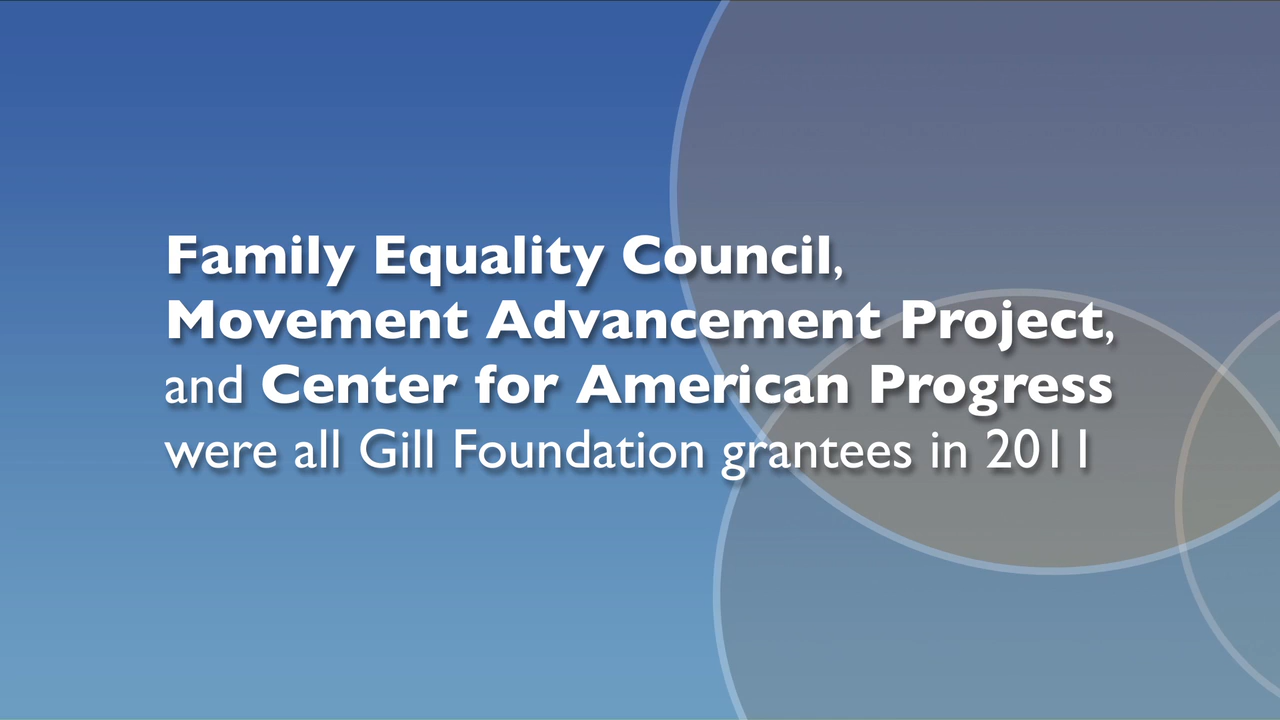 Family Equality Council,
Movement Advancement Project,
and Center for American Progress
were all Gill Foundation grantees in 2011